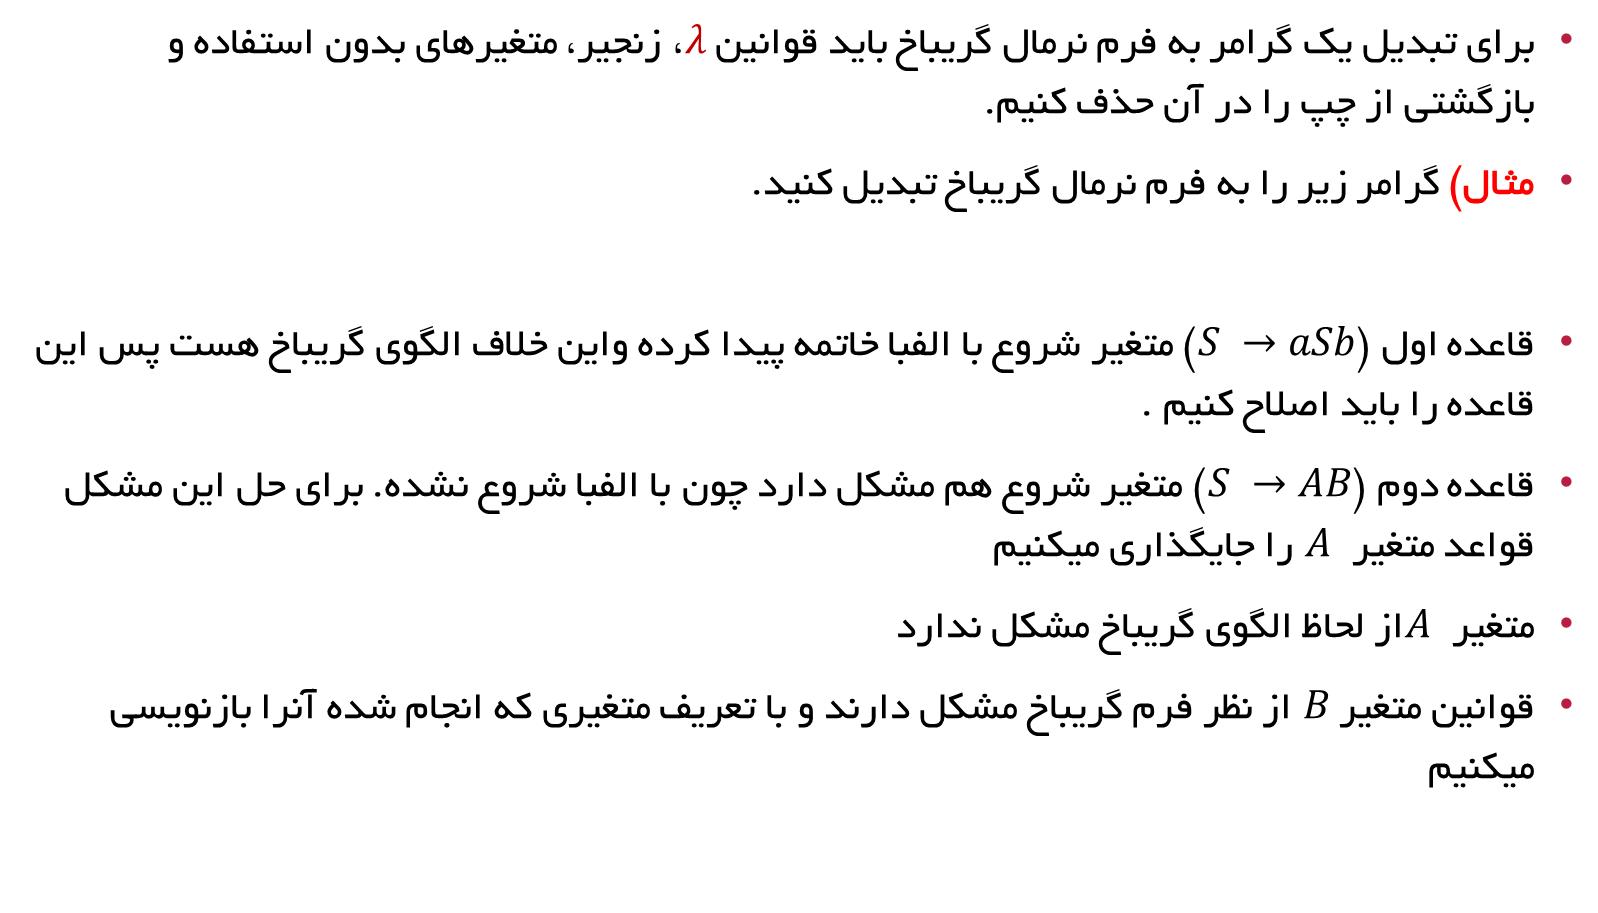 • برای تبدیل یک گرامر به فرم نرمال گریباخ باید قوانین λ، زنجیر، متغیرهای بدون استفاده و
بازگشتی از چپ را در آن حذف کنیم.
• مثال) گرامر زیر را به فرم نرمال گریباخ تبدیل کنید.
• قاعده اول (S → aSb) متغیر شروع با الفبا خاتمه پیدا کرده واین خلاف الگوی گریباخ هست پس این
قاعده را باید اصلاح کنیم .
• قاعده دوم (S → AB) متغیر شروع هم مشکل دارد چون با الفبا شروع نشده. برای حل این مشکل
قواعد متغیر A را جایگذاری میکنیم
• متغیر A از لحاظ الگوی گریباخ مشکل ندارد
• قوانین متغیر B از نظر فرم گریباخ مشکل دارند و با تعریف متغیری که انجام شده آنرا بازنویسی
میکنیم